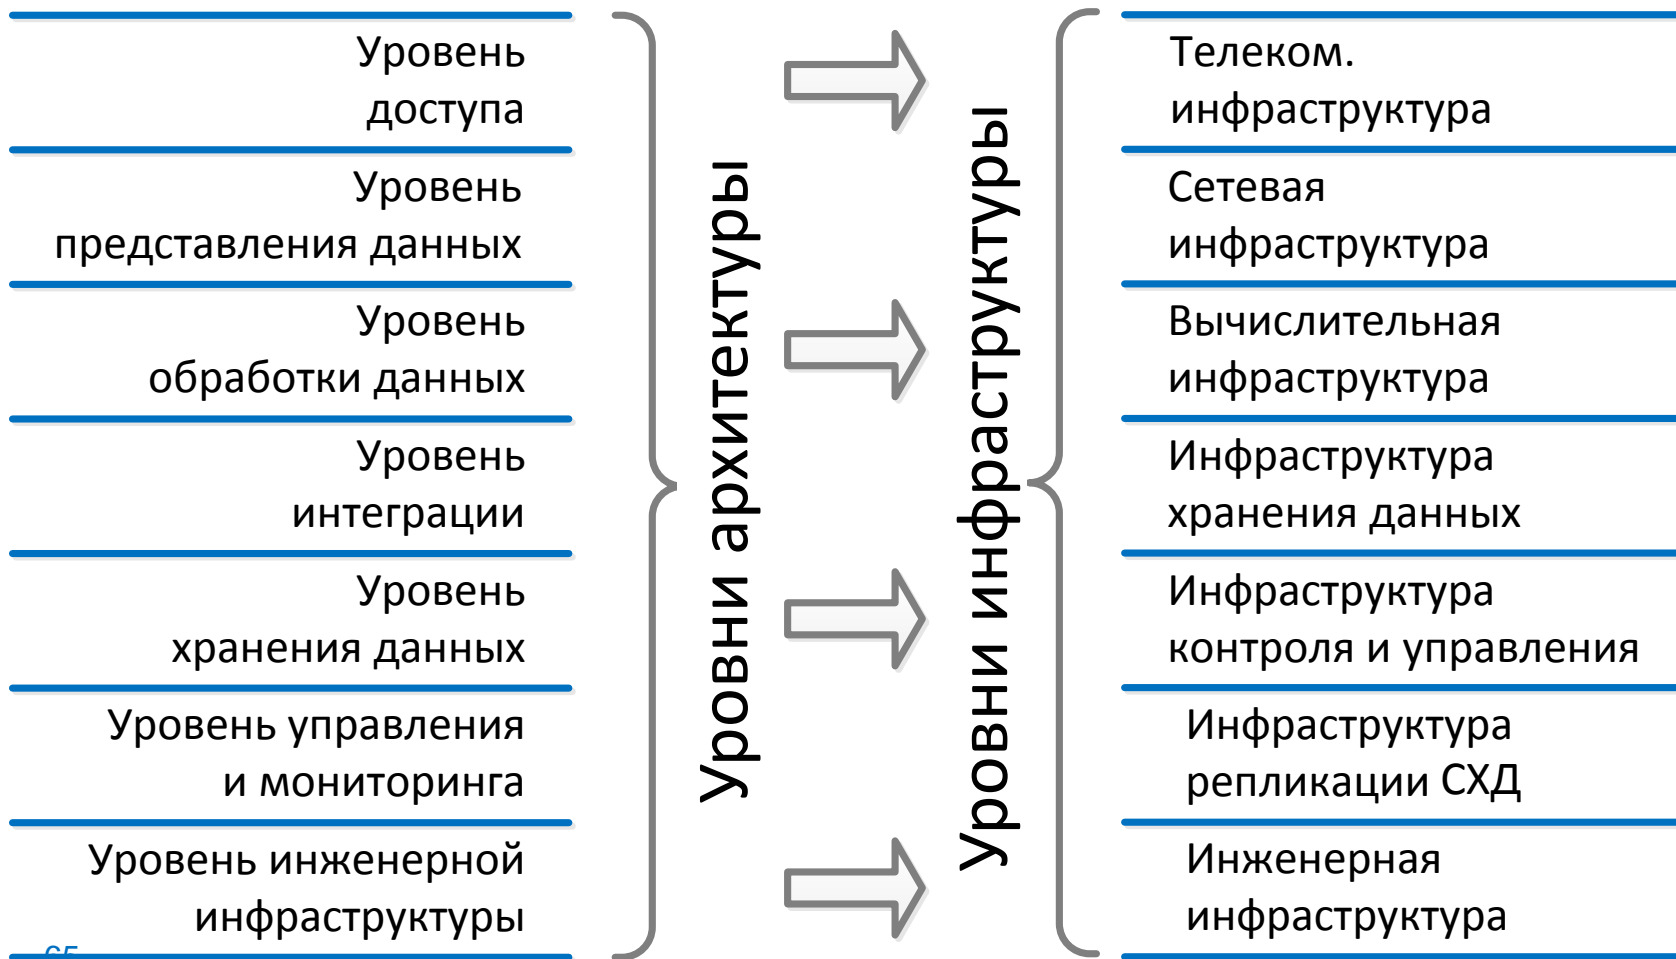 Уровень
доступа
Уровень
представления данных
Уровень
обработки данных
Уровень
интеграции
Уровень
хранения данных
Уровень управления
и мониторинга
Уровень инженерной
инфраструктуры
65
Уровни архитектуры
Уровни инфраструктуры
Телеком.
инфраструктура
Сетевая
инфраструктура
Вычислительная
инфраструктура
Инфраструктура
хранения данных
Инфраструктура
контроля и управления
Инфраструктура
репликации СХД
Инженерная
инфраструктура